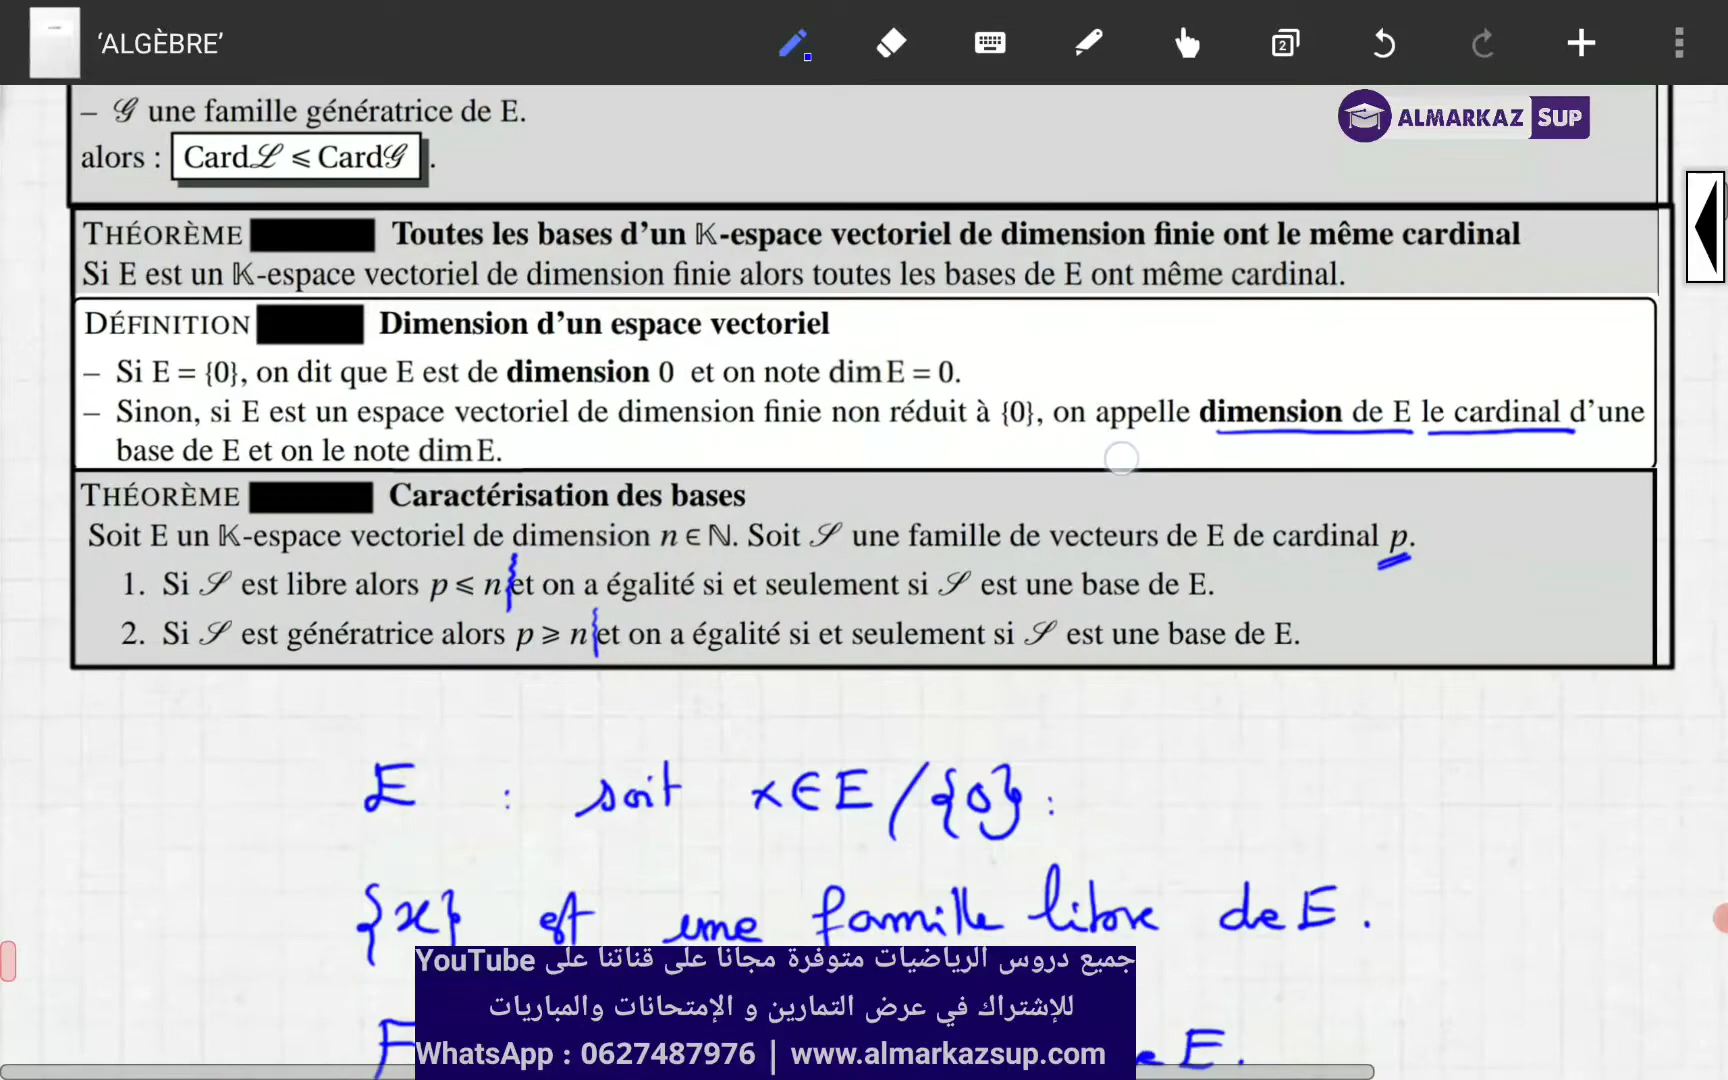 'ALGÈBRE'
2
– 𝒢 une famille génératrice de E.
ALMARKAZ SUP
alors : Card ℒ ⩽ Card 𝒢 .
THÉORÈME Toutes les bases d’un 𝕂-espace vectoriel de dimension finie ont le même cardinal
Si E est un 𝕂-espace vectoriel de dimension finie alors toutes les bases de E ont même cardinal.
DÉFINITION Dimension d’un espace vectoriel
– Si E = {0}, on dit que E est de dimension 0 et on note dim E = 0.
– Sinon, si E est un espace vectoriel de dimension finie non réduit à {0}, on appelle dimension de E le cardinal d’une
base de E et on le note dim E.
THÉORÈME Caractérisation des bases
Soit E un 𝕂-espace vectoriel de dimension n ∈ ℕ. Soit 𝒮 une famille de vecteurs de E de cardinal p.
1. Si 𝒮 est libre alors p ⩽ n et on a égalité si et seulement si 𝒮 est une base de E.
2. Si 𝒮 est génératrice alors p ⩾ n et on a égalité si et seulement si 𝒮 est une base de E.
E : soit x ∈ E / {0} :
{x} est une famille libre de E.
E.
جميع دروس الرياضيات متوفرة مجانا على قناتنا على YouTube
للإشتراك في عرض التمارين و الإمتحانات والمباريات
WhatsApp : 0627487976 | www.almarkazsup.com